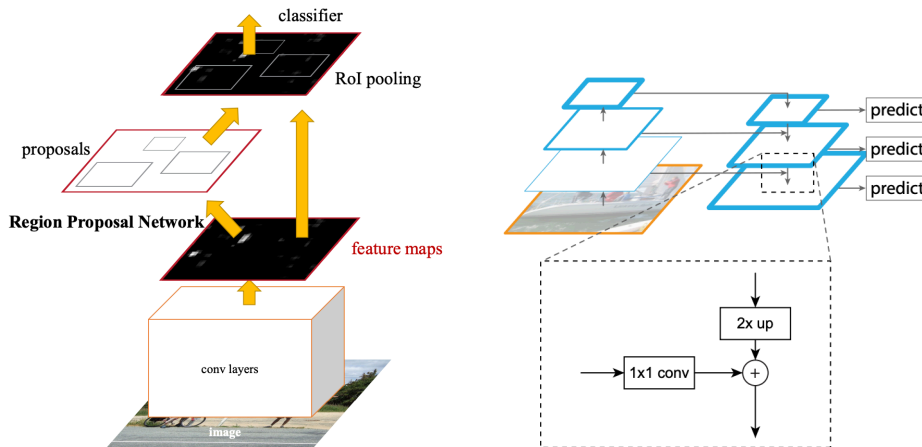 classifier
RoI pooling
proposals
Region Proposal Network
feature maps
conv layers
image
predict
predict
predict
2x up
1x1 conv
+